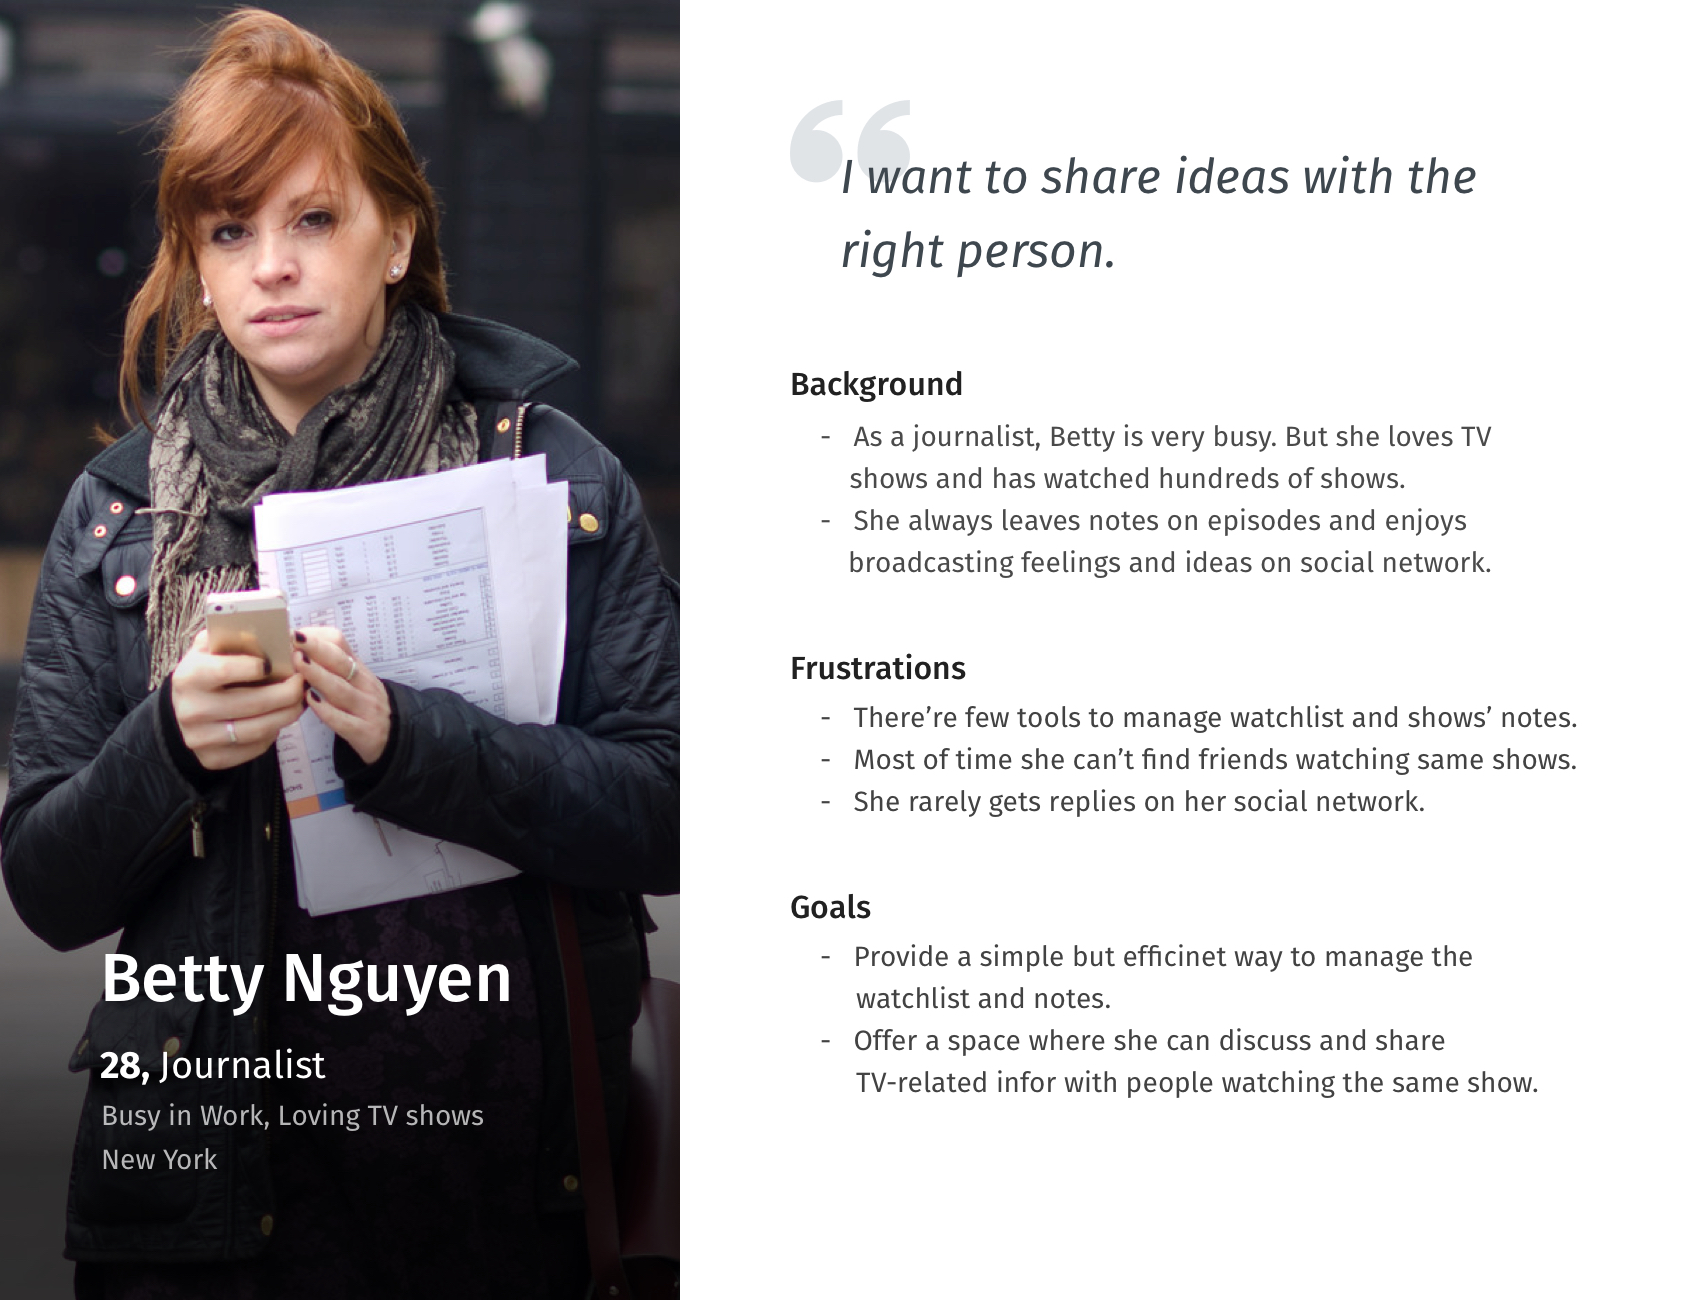 Betty Nguyen
28, Journalist
Busy in Work, Loving TV shows
New York
“I want to share ideas with the
right person.
Background
- As a journalist, Betty is very busy. But she loves TV
shows and has watched hundreds of shows.
- She always leaves notes on episodes and enjoys
broadcasting feelings and ideas on social network.
Frustrations
- There’re few tools to manage watchlist and shows’ notes.
- Most of time she can’t find friends watching same shows.
- She rarely gets replies on her social network.
Goals
- Provide a simple but efficinet way to manage the
watchlist and notes.
- Offer a space where she can discuss and share
TV-related infor with people watching the same show.